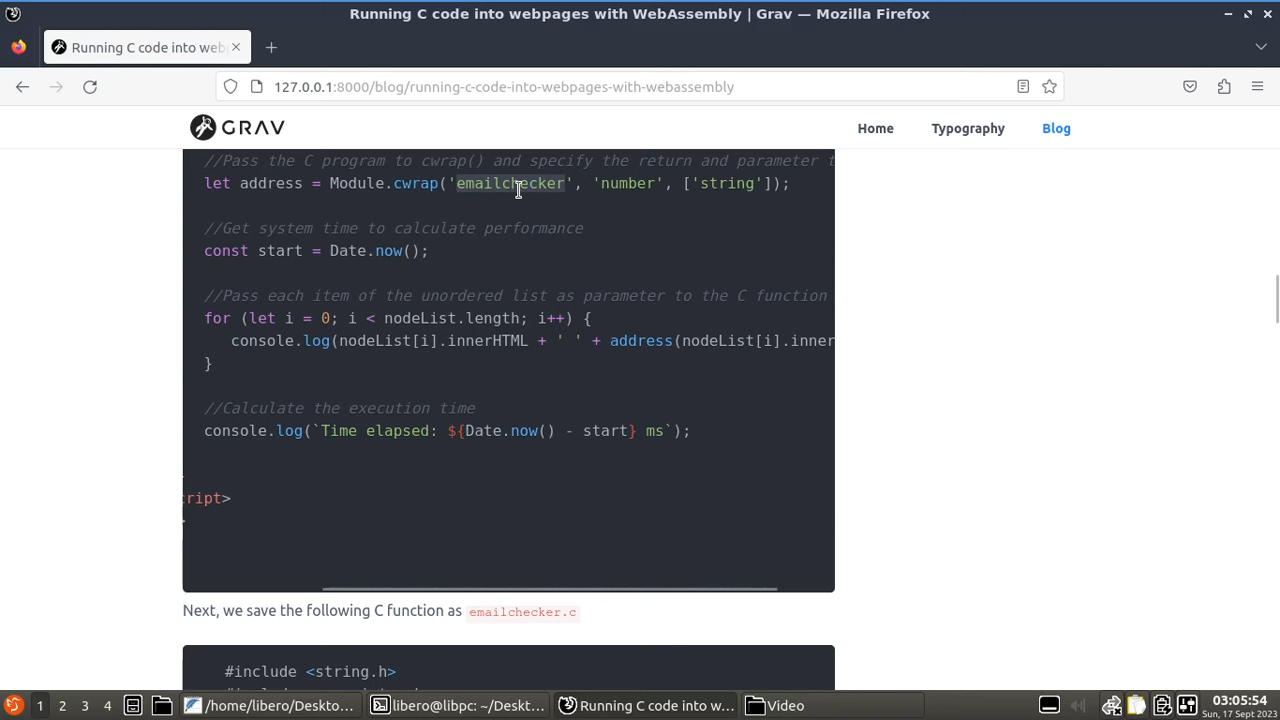 Running C code into webpages with WebAssembly | Grav — Mozilla Firefox
Running C code into web
127.0.0.1:8000/blog/running-c-code-into-webpages-with-webassembly
GRAV
Home Typography Blog
//Pass the C program to cwrap() and specify the return and parameter t
let address = Module.cwrap('emailchecker', 'number', ['string']);
//Get system time to calculate performance
const start = Date.now();
//Pass each item of the unordered list as parameter to the C function
for (let i = 0; i < nodeList.length; i++) {
console.log(nodeList[i].innerHTML + ' ' + address(nodeList[i].inner
}
//Calculate the execution time
console.log(`Time elapsed: ${Date.now() - start} ms`);
ript>
Next, we save the following C function as emailchecker.c
#include <string.h>
1 2 3 4 /home/libero/Deskto... libero@libpc: ~/Deskt... Running C code into w... Video
03:05:54
Sun, 17 Sept 2023